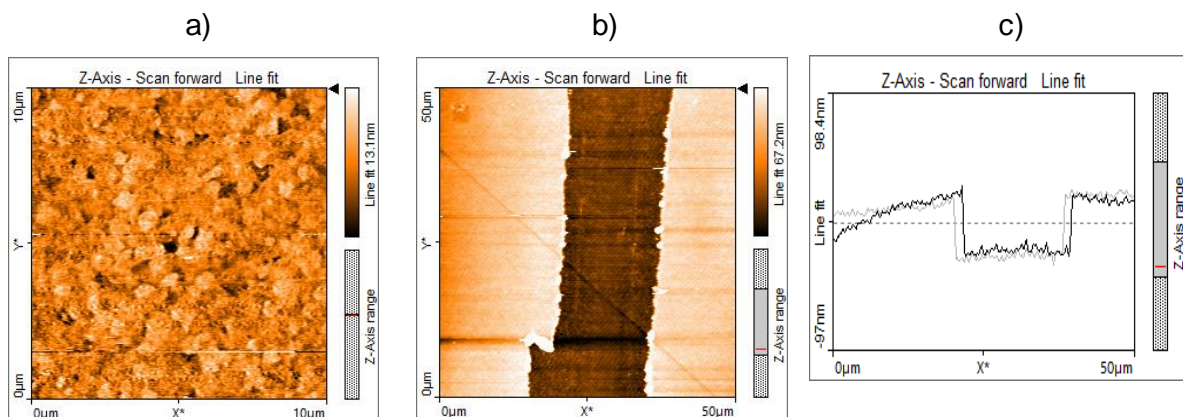 a)
Z-Axis - Scan forward Line fit
10µm
Y*
0µm
0µm X* 10µm
Line fit 13.1nm
Z-Axis range
b)
Z-Axis - Scan forward Line fit
50µm
Y*
0µm
0µm X* 50µm
Line fit 67.2nm
Z-Axis range
c)
Z-Axis - Scan forward Line fit
98.4nm
Line fit
-97nm
0µm X* 50µm
Z-Axis range